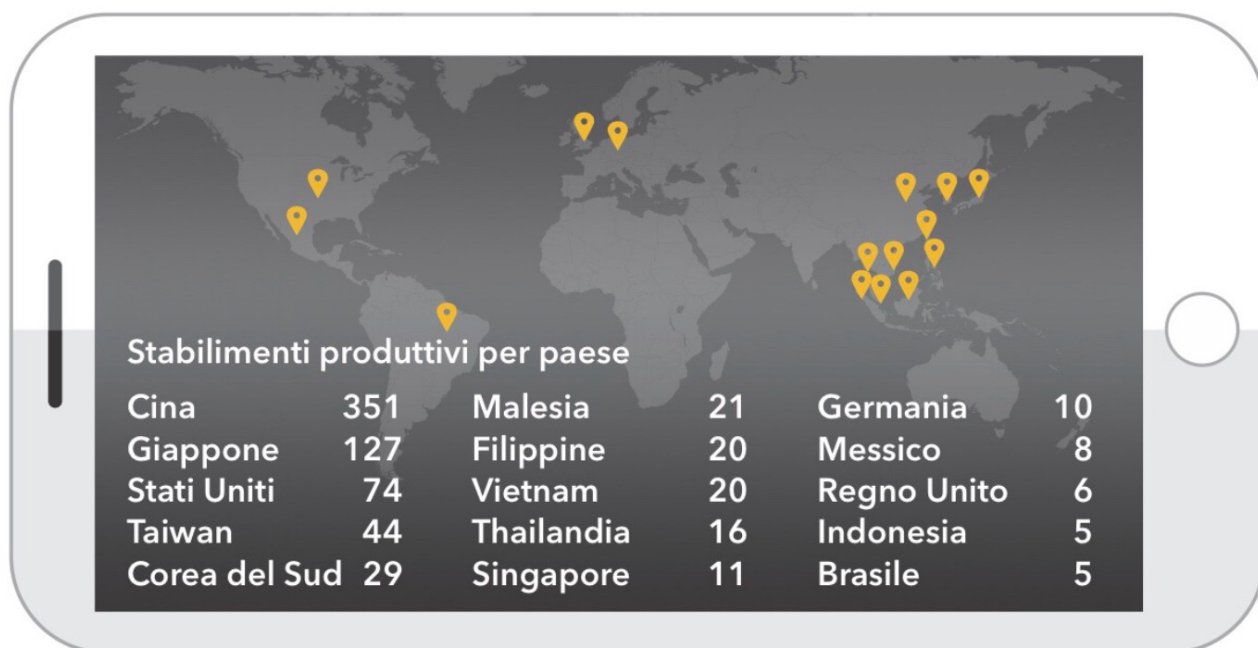 Stabilimenti produttivi per paese
Cina 351
Giappone 127
Stati Uniti 74
Taiwan 44
Corea del Sud 29
Malesia 21
Filippine 20
Vietnam 20
Thailandia 16
Singapore 11
Germania 10
Messico 8
Regno Unito 6
Indonesia 5
Brasile 5